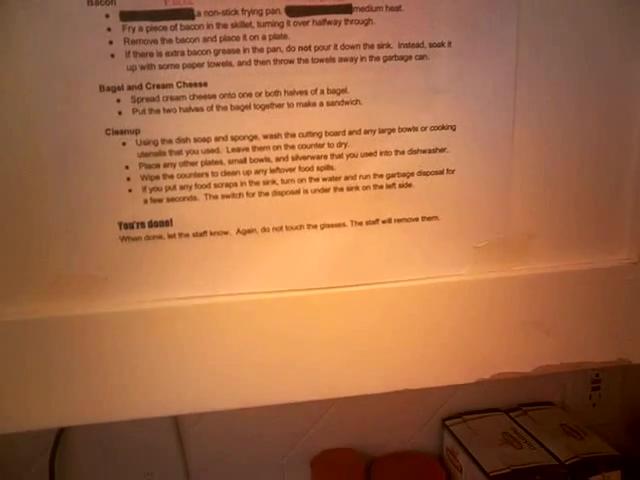 Bacon
a non-stick frying pan, medium heat.
Fry a piece of bacon in the skillet, turning it over halfway through.
Remove the bacon and place it on a plate.
If there is extra bacon grease in the pan, do not pour it down the sink. Instead, soak it
up with some paper towels, and then throw the towels away in the garbage can.
Bagel and Cream Cheese
Spread cream cheese onto one or both halves of a bagel.
Put the two halves of the bagel together to make a sandwich.
Cleanup
Using the dish soap and sponge, wash the cutting board and any large bowls or cooking
utensils that you used. Leave them on the counter to dry.
Place any other plates, small bowls, and silverware that you used into the dishwasher.
Wipe the counters to clean up any leftover food spills.
If you put any food scraps in the sink, turn on the water and run the garbage disposal for
a few seconds. The switch for the disposal is under the sink on the left side.
You're done!
When done, let the staff know. Again, do not touch the glasses. The staff will remove them.